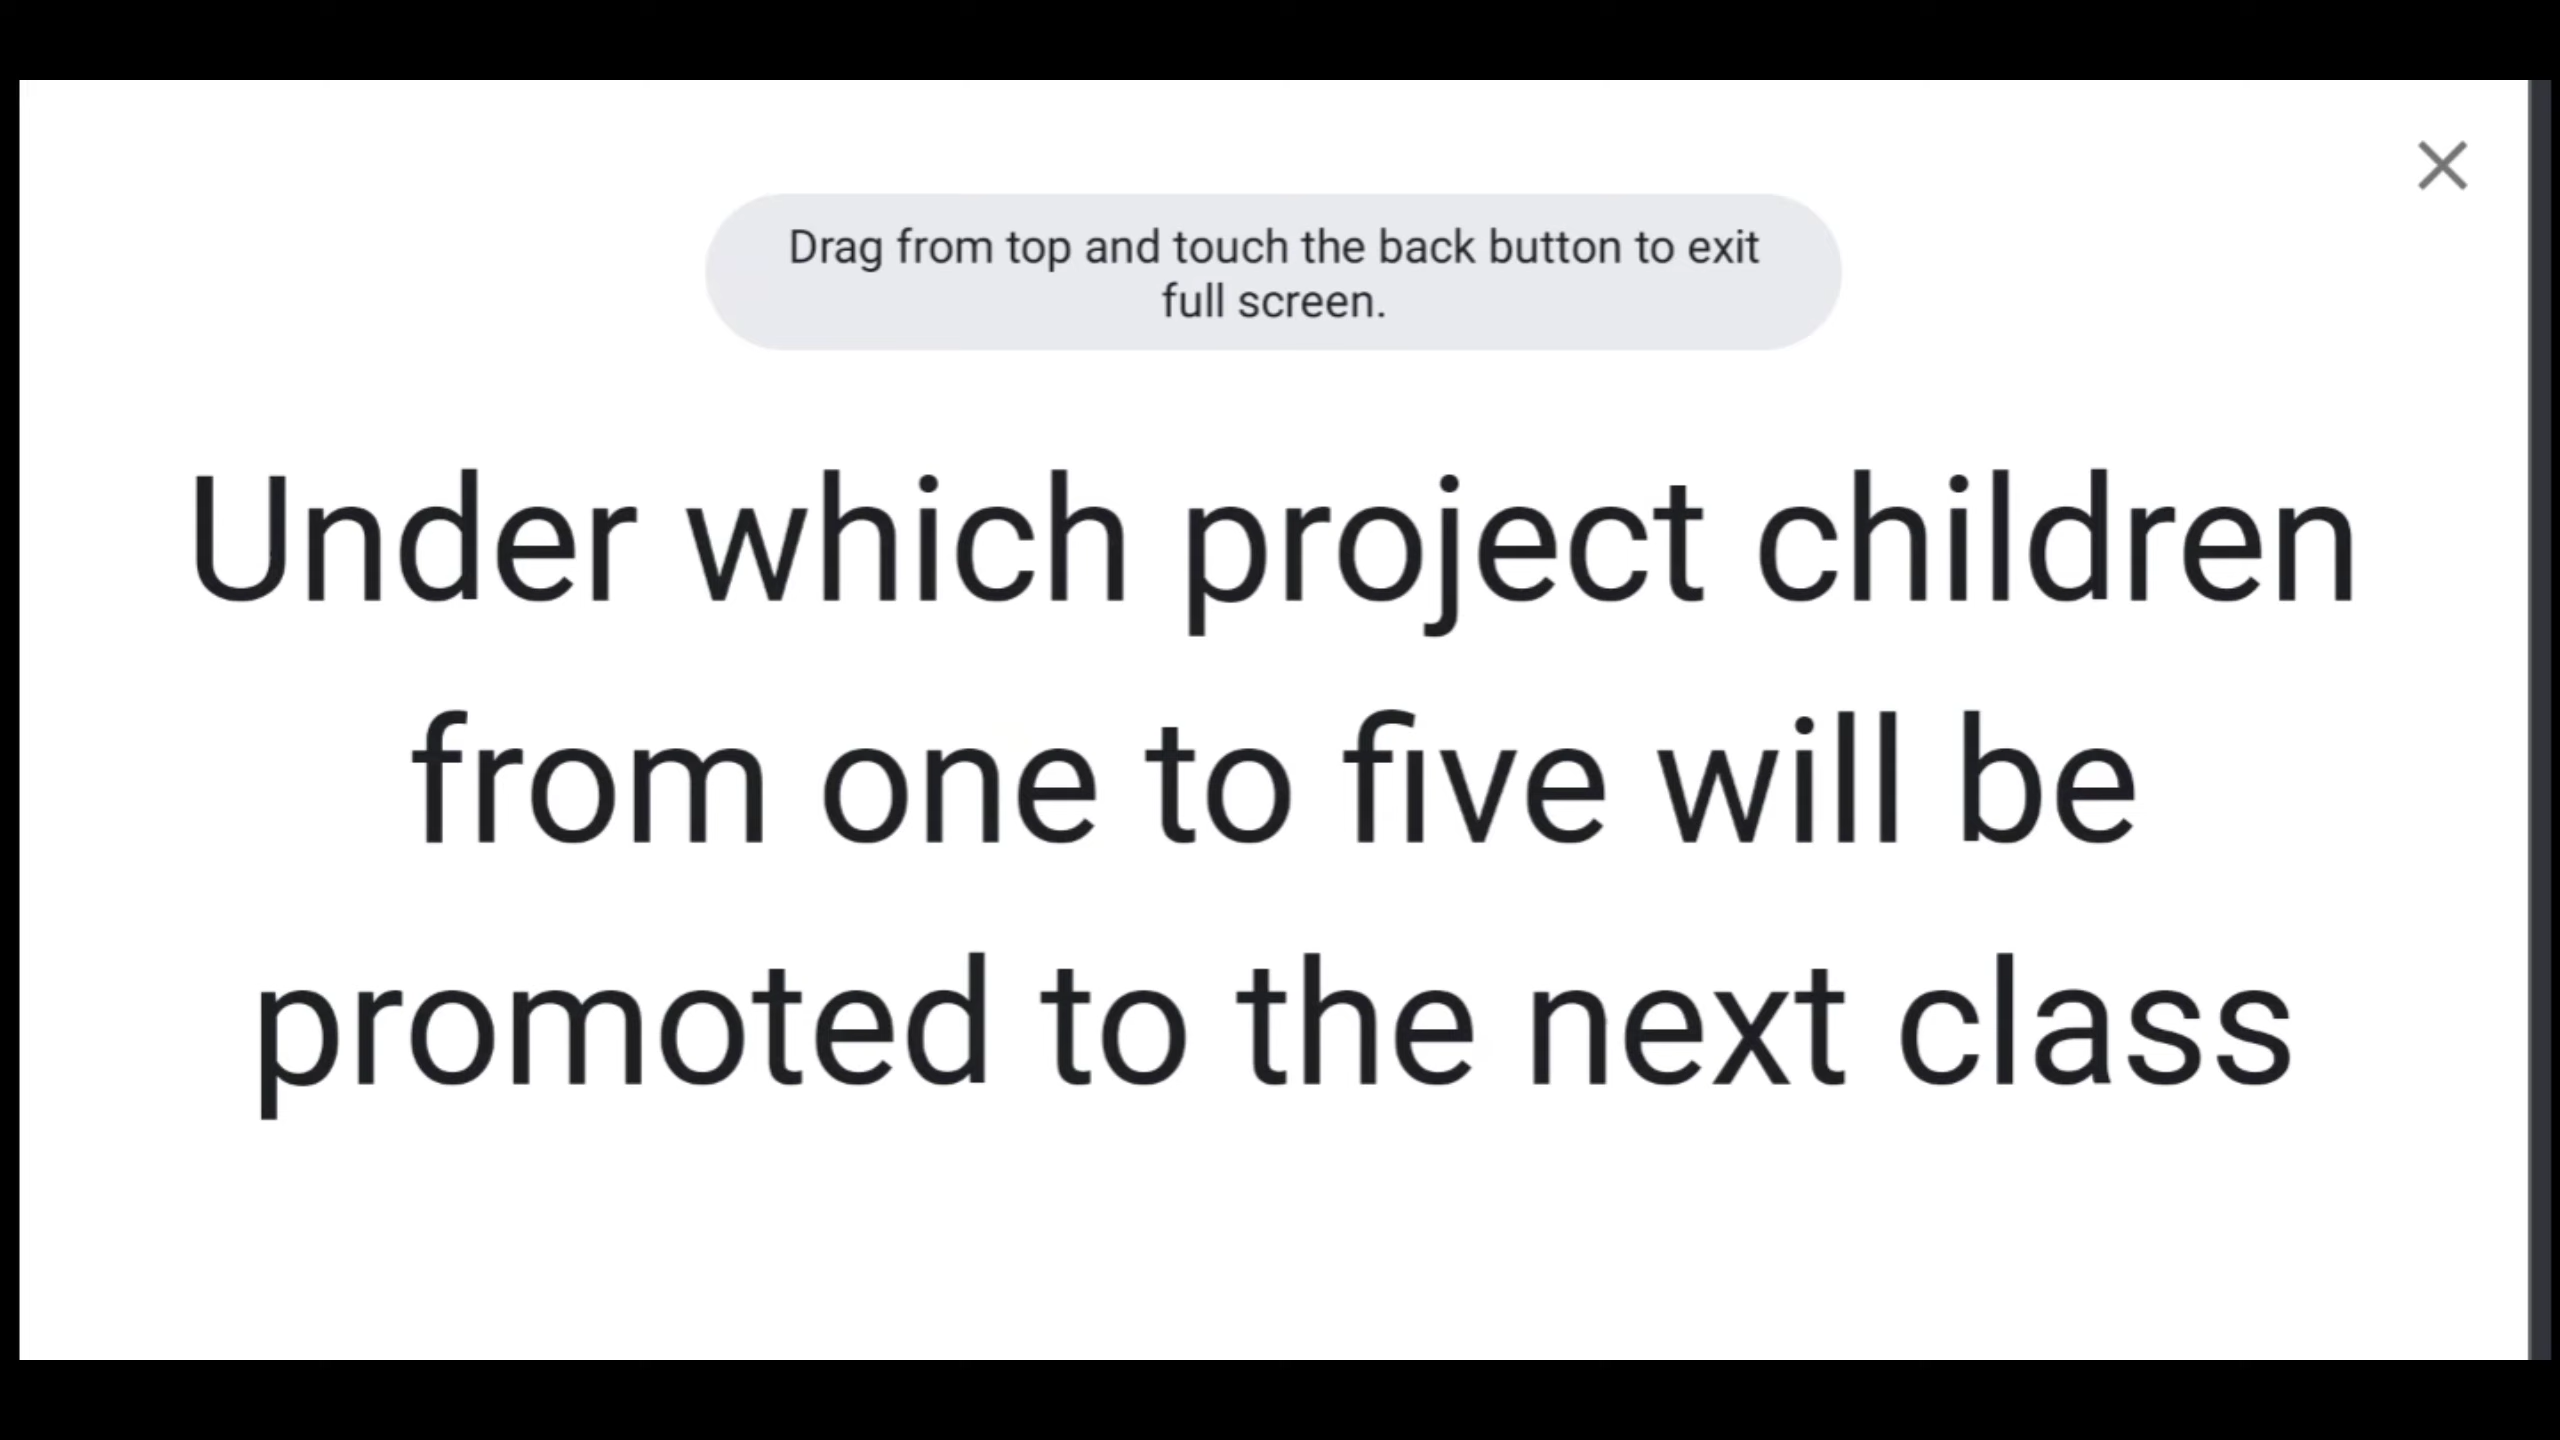 Drag from top and touch the back button to exit
full screen.
Under which project children
from one to five will be
promoted to the next class